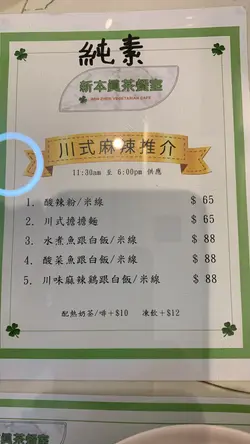 純素
新本真茶餐室
川式麻辣推介
11:30am 至 6:00pm 供應
1. 酸辣粉/米線 $ 65
2. 川式擔擔麵 $ 65
3. 水煮魚跟白飯/米線 $ 88
4. 酸菜魚跟白飯/米線 $ 88
5. 川味麻辣鷄跟白飯/米線 $ 88
配熱奶茶/啡+$10 凍飲+$12